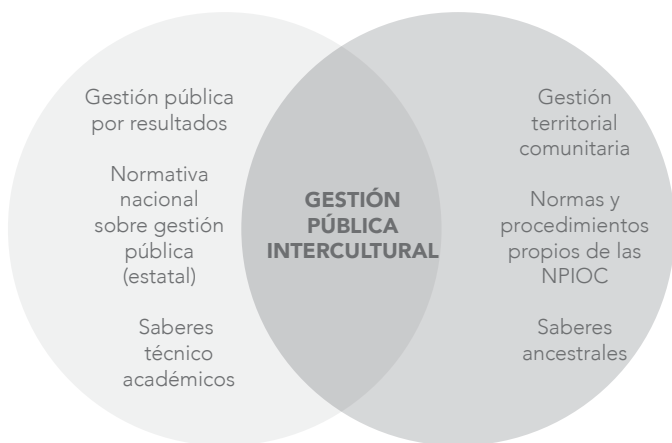 Gestión pública
por resultados
Normativa
nacional
sobre gestión
pública
(estatal)
Saberes
técnico
académicos
GESTIÓN
PÚBLICA
INTERCULTURAL
Gestión
territorial
comunitaria
Normas y
procedimientos
propios de las
NPIOC
Saberes
ancestrales